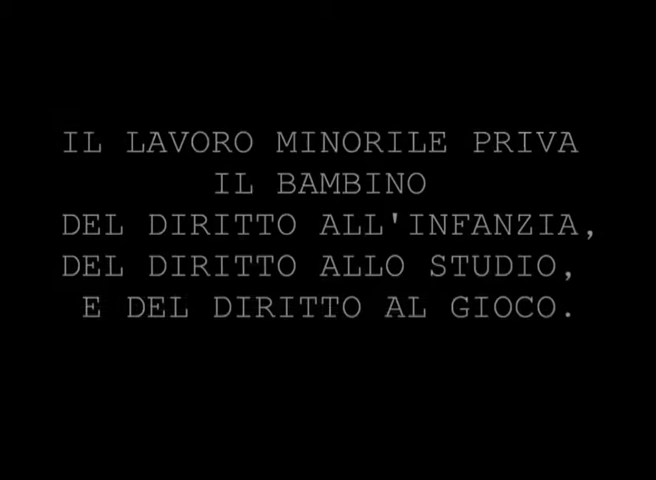 IL LAVORO MINORILE PRIVA
IL BAMBINO
DEL DIRITTO ALL'INFANZIA,
DEL DIRITTO ALLO STUDIO,
E DEL DIRITTO AL GIOCO.